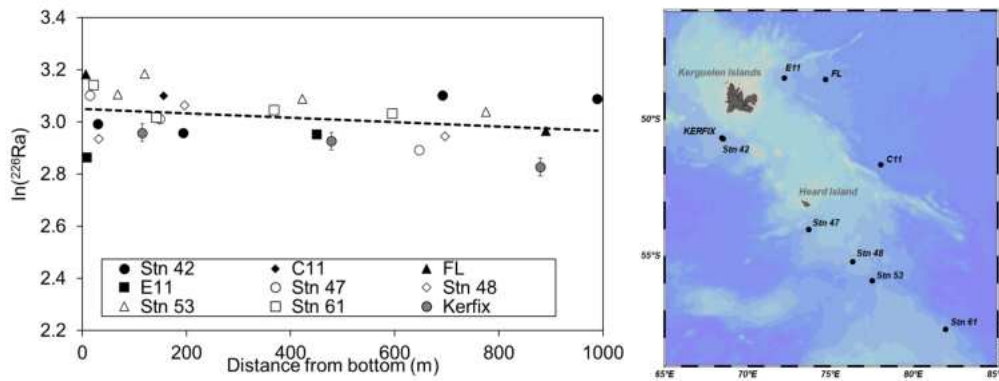 3.4
3.2
3.0
2.8
2.6
2.4
2.2
ln(²²⁶Ra)
Stn 42 C11 FL
E11 Stn 47 Stn 48
Stn 53 Stn 61 Kerfix
0 200 400 600 800 1000
Distance from bottom (m)
E11 FL
Kerguelen Islands
50°S
KERFIX
Stn 42
C11
Heard Island
Stn 47
55°S
Stn 48
Stn 53
Stn 61
65°E 70°E 75°E 80°E 85°